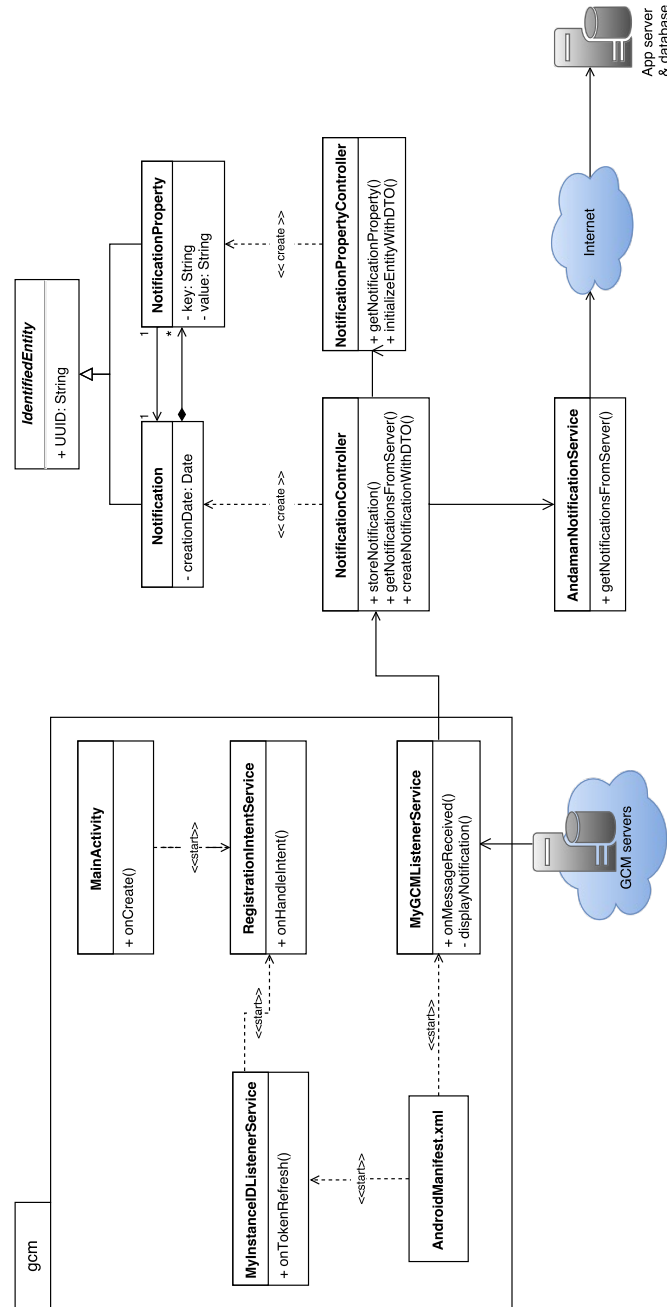 gcm
MainActivity
+ onCreate()
<<start>>
MyInstanceIDListenerService
+ onTokenRefresh()
<<start>>
RegistrationIntentService
+ onHandleIntent()
<<start>>
AndroidManifest.xml
<<start>>
MyGCMListenerService
+ onMessageReceived()
- displayNotification()
GCM servers
IdentifiedEntity
+ UUID: String
Notification
- creationDate: Date
1
1
*
NotificationProperty
- key: String
- value: String
<< create >>
<< create >>
NotificationController
+ storeNotification()
+ getNotificationsFromServer()
+ createNotificationWithDTO()
NotificationPropertyController
+ getNotificationProperty()
+ initializeEntityWithDTO()
AndamanNotificationService
+ getNotificationsFromServer()
Internet
App server
& database